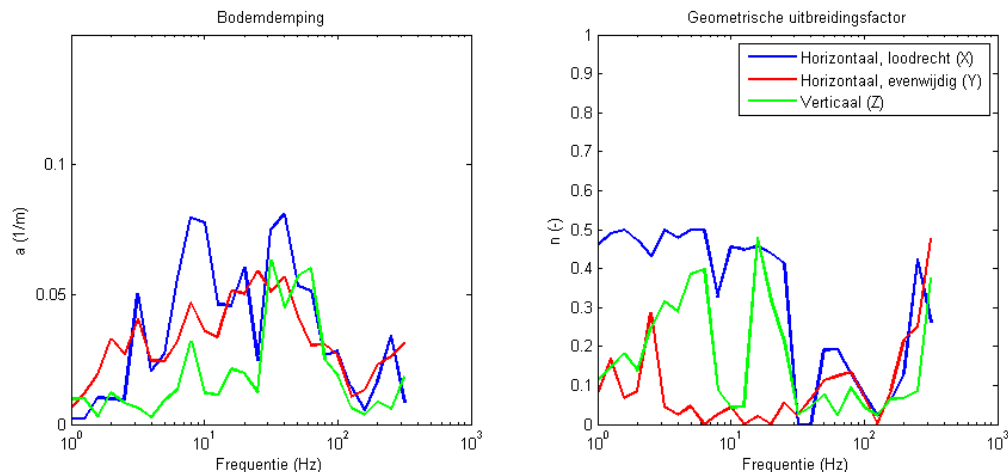 Bodemdemping
0.1
0.05
0
a (1/m)
10^0
10^1
10^2
10^3
Frequentie (Hz)
Geometrische uitbreidingsfactor
1
0.9
0.8
0.7
0.6
0.5
0.4
0.3
0.2
0.1
0
n (-)
Horizontaal, loodrecht (X)
Horizontaal, evenwijdig (Y)
Verticaal (Z)
10^0
10^1
10^2
10^3
Frequentie (Hz)